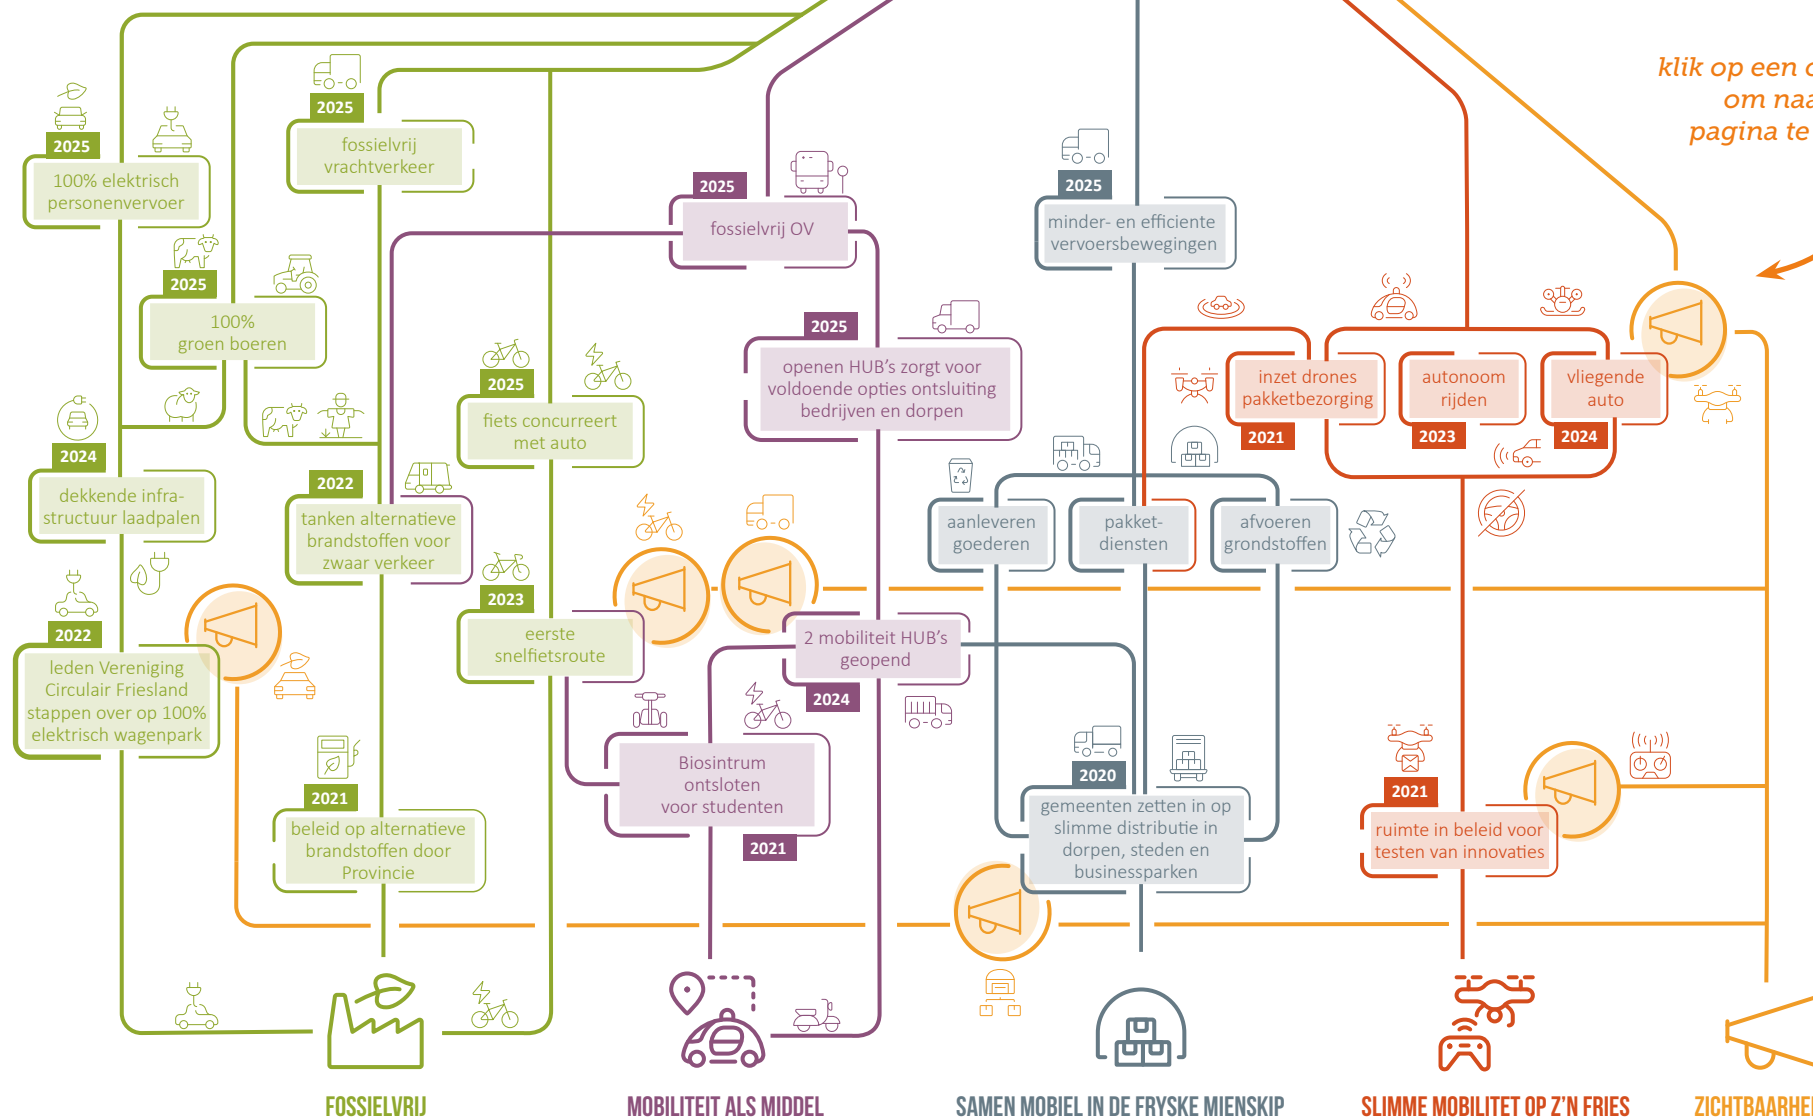 klik op een
om
pagina te
2025
100% elektrisch
personenvervoer
2025
fossielvrij
vrachtverkeer
2025
100%
groen boeren
2024
dekkende infra-
structuur laadpalen
2022
leden Vereniging
Circulair Friesland
stappen over op 100%
elektrisch wagenpark
2022
tanken alternatieve
brandstoffen voor
zwaar verkeer
2021
beleid op alternatieve
brandstoffen door
Provincie
2025
fiets concurreert
met auto
2023
eerste
snelfietsroute
2025
fossielvrij OV
2025
openen HUB's zorgt voor
voldoende opties ontsluiting
bedrijven en dorpen
2 mobiliteit HUB's
geopend
2024
Biosintrum
ontsloten
voor studenten
2021
2025
minder- en efficiente
vervoersbewegingen
aanleveren
goederen
pakket-
diensten
afvoeren
grondstoffen
2020
gemeenten zetten in op
slimme distributie in
dorpen, steden en
businessparken
inzet drones
pakketbezorging
2021
autonoom
rijden
2023
vliegende
auto
2024
2021
ruimte in beleid voor
testen van innovaties
FOSSIELVRIJ
MOBILITEIT ALS MIDDEL
SAMEN MOBIEL IN DE FRYSKE MIENSKIP
SLIMME MOBILITET OP Z'N FRIES